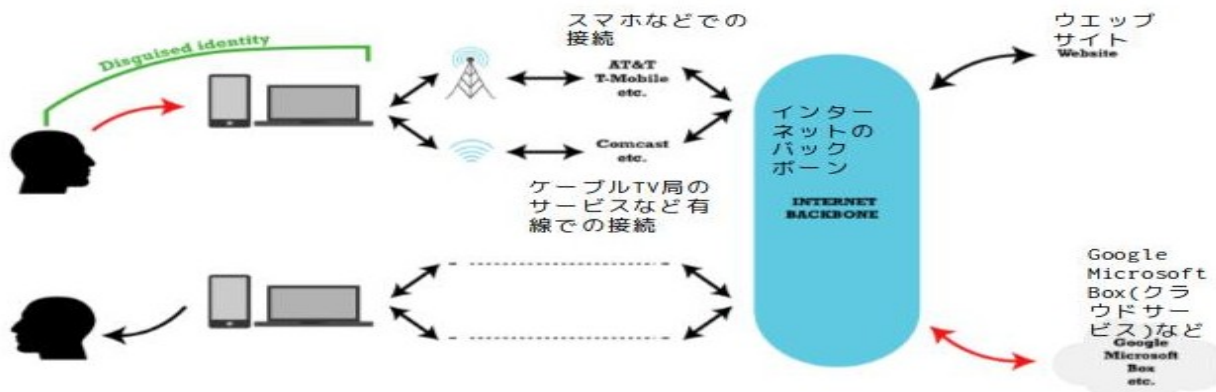 Disguised identity
スマホなどでの
接続
AT&T
T-Mobile
etc.
Comcast
etc.
ケーブルTV局の
サービスなど有
線での接続
インター
ネットの
バック
ボーン
INTERNET
BACKBONE
ウエッブ
サイト
Website
Google
Microsoft
Box(クラ
ウドサー
ビス)など
Google
Microsoft
Box
etc.